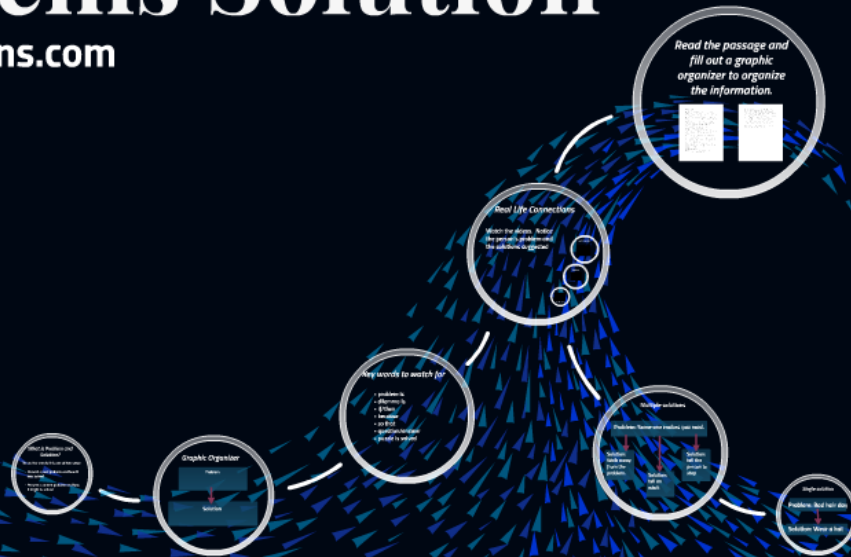 ems Solution
ns.com
Read the passage and
fill out a graphic
organizer to organize
the information.
Real Life Connections
Watch the videos. Notice
the person's problem and
the solutions suggested
Key words to watch for
problem is
dilemma is
if/then
because
so that
question/answer
puzzle is solved
What is Problem and
Solution?
Graphic Organizer
Problem
Solution
Multiple solutions
Problem: Someone makes you mad.
Solution:
Walk away
from the
problem.
Solution:
tell an
adult
Solution:
tell the
person to
stop
Single solution
Problem: Bad hair day
Solution: Wear a hat